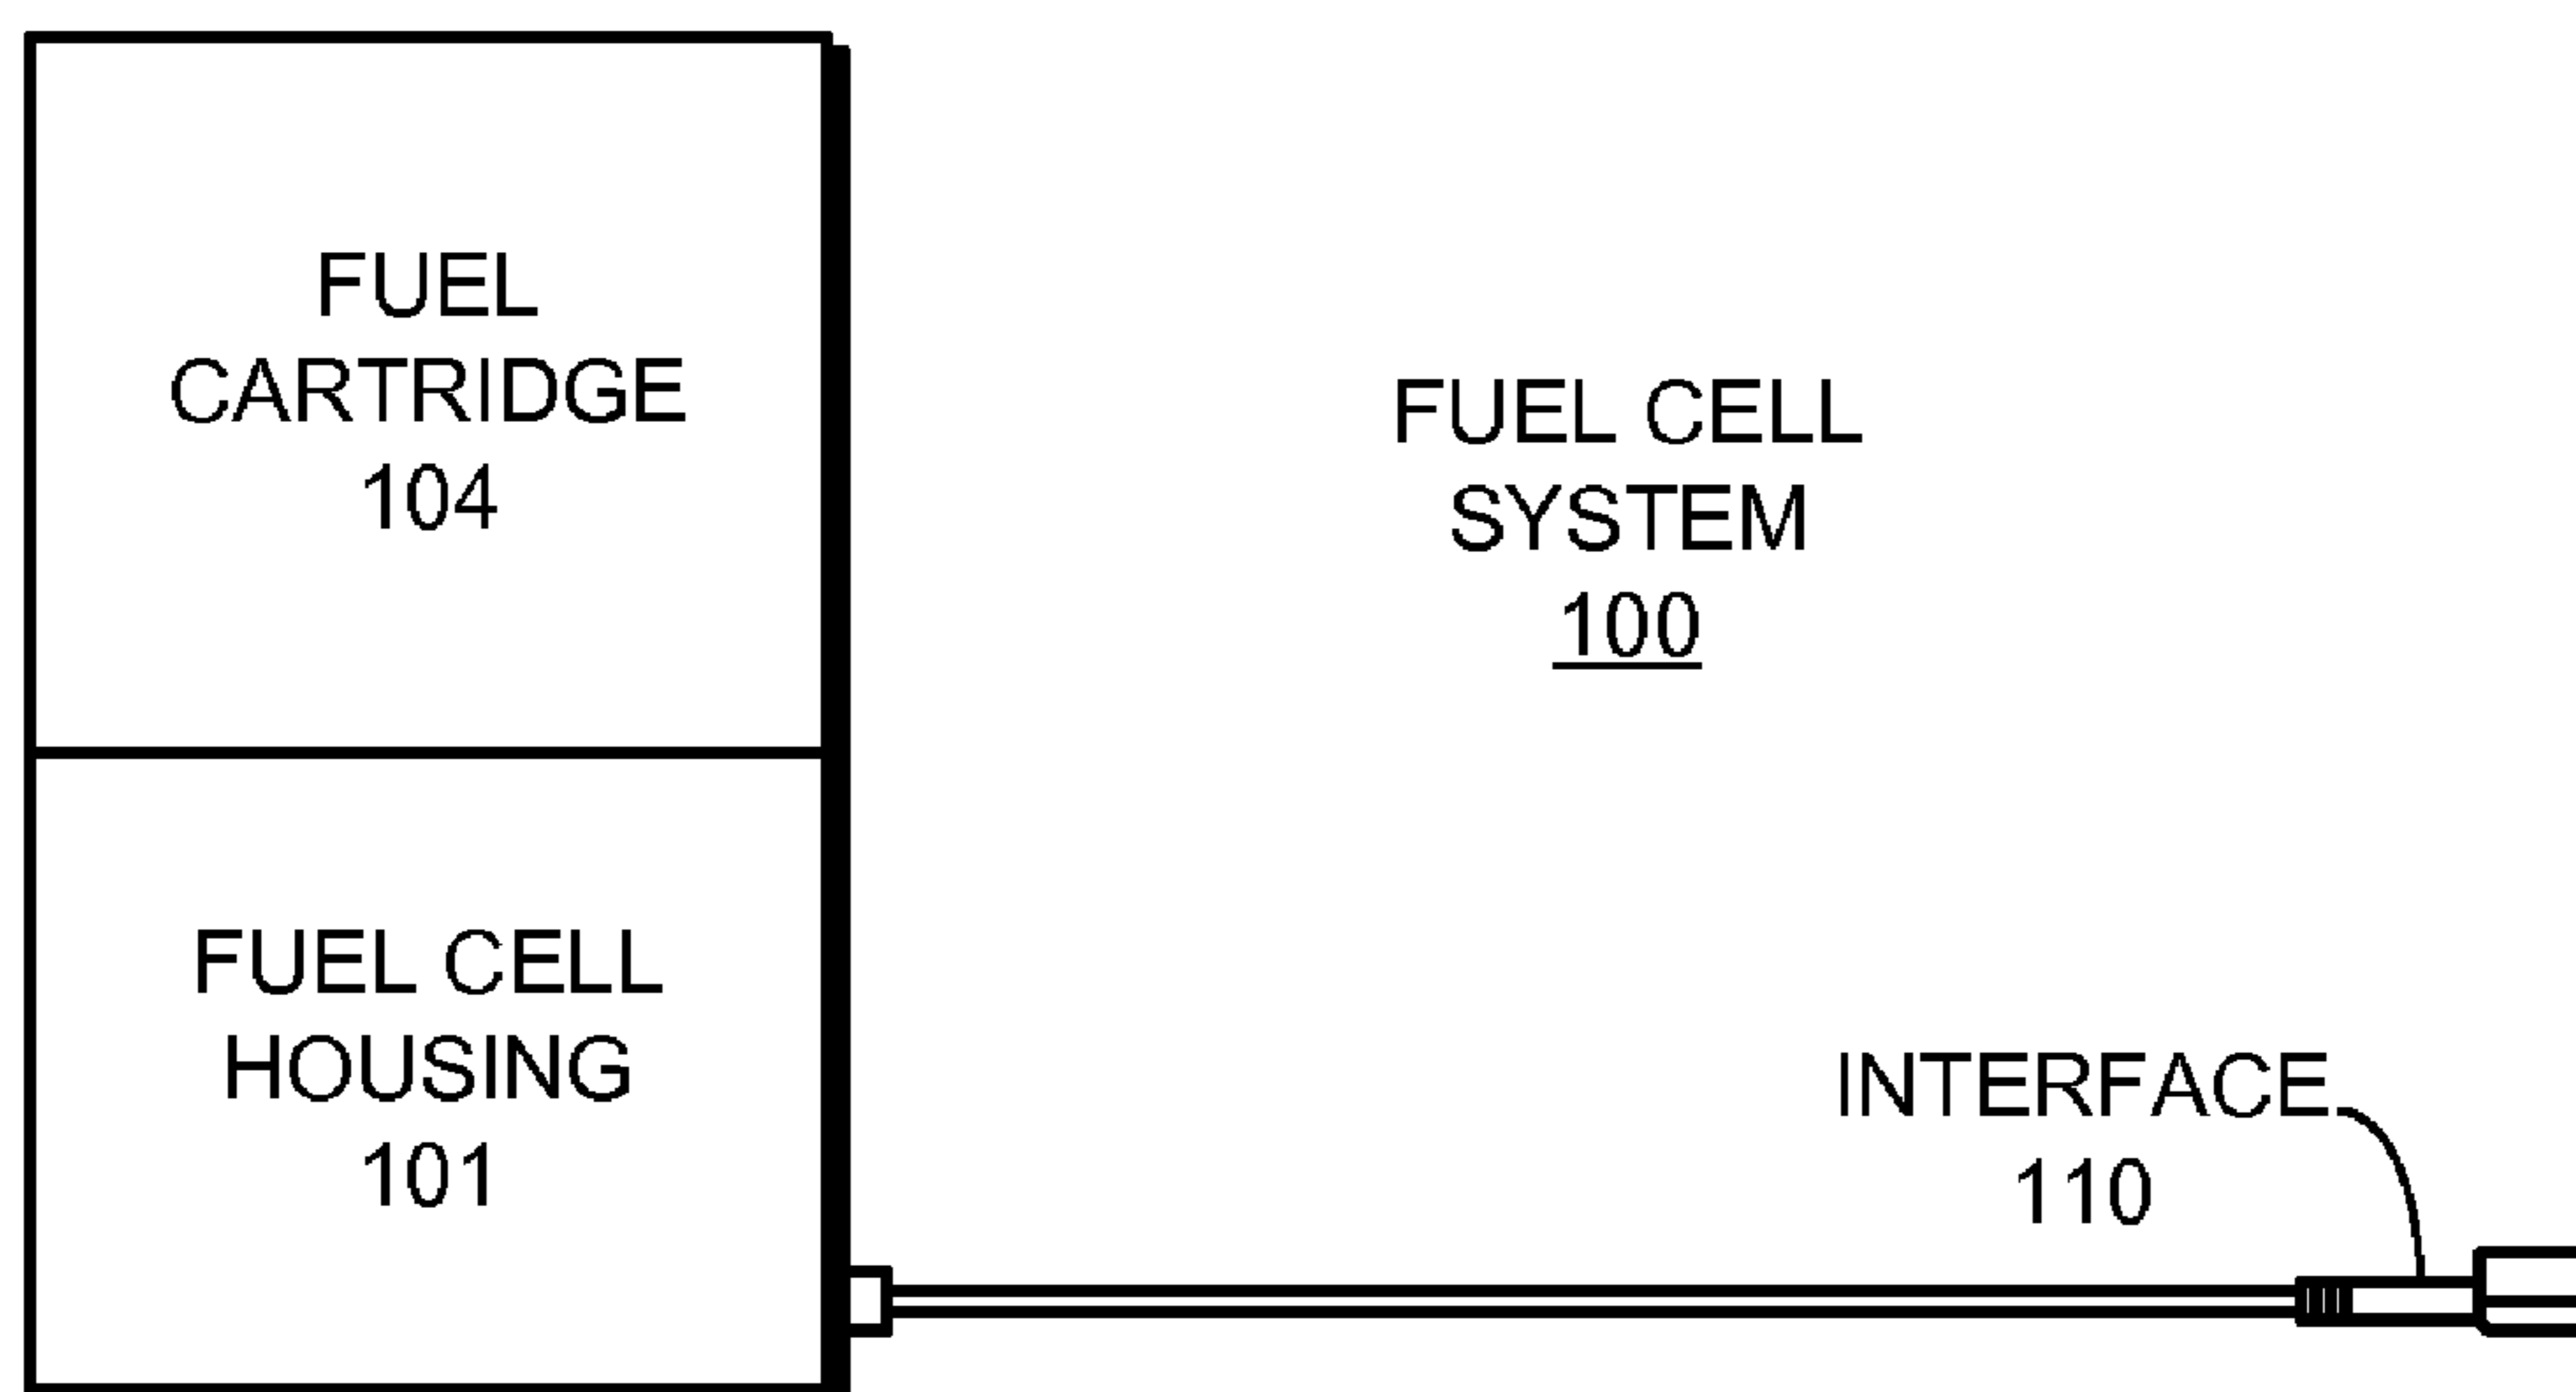 FUEL
CARTRIDGE
104
FUEL CELL
SYSTEM
100
FUEL CELL
HOUSING
101
INTERFACE
110